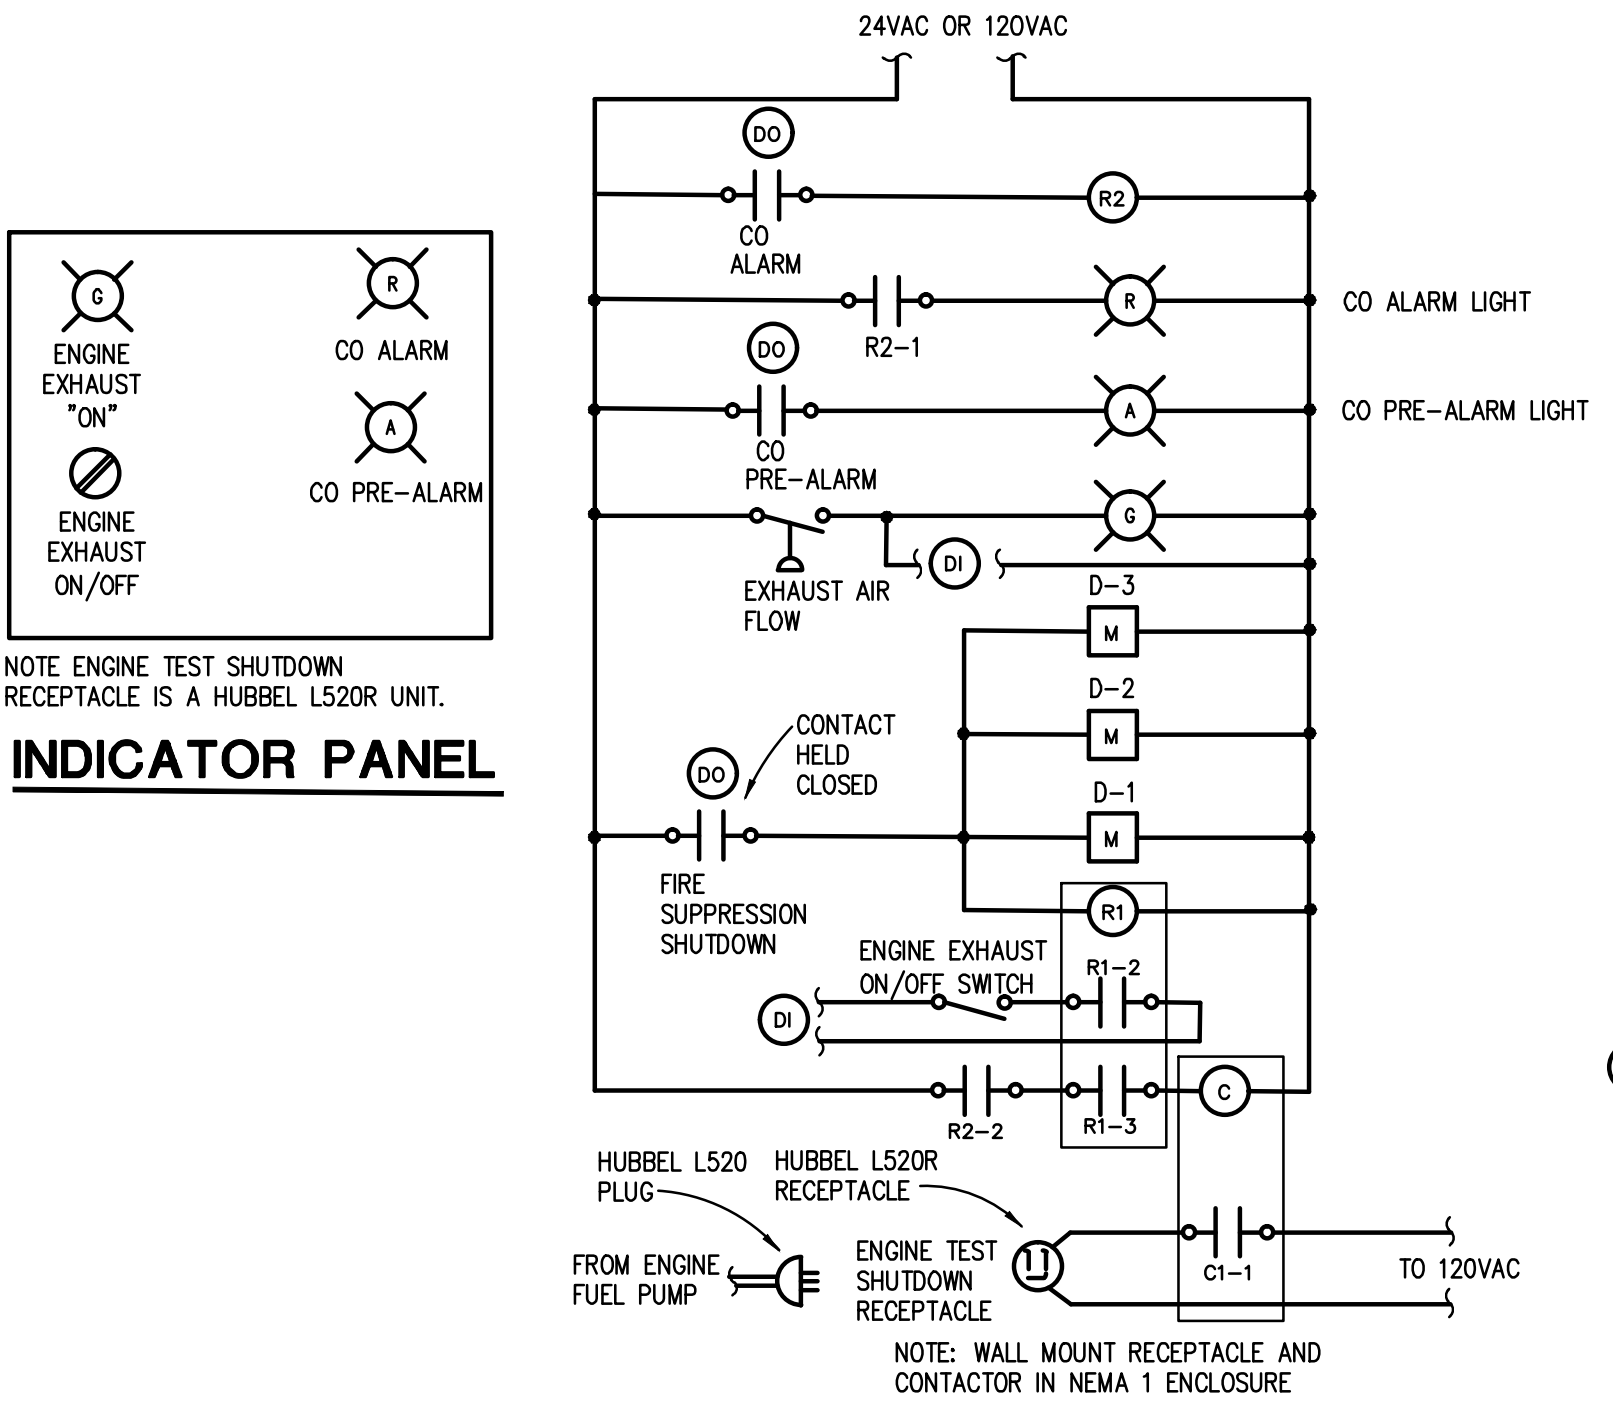 24VAC OR 120VAC
DO
CO
ALARM
R2
R2-1
R
CO ALARM LIGHT
DO
CO
PRE-ALARM
A
CO PRE-ALARM LIGHT
G
EXHAUST AIR
FLOW
DI
D-3
M
D-2
M
D-1
M
CONTACT
HELD
CLOSED
DO
FIRE
SUPPRESSION
SHUTDOWN
R1
ENGINE EXHAUST
ON/OFF SWITCH
R1-2
DI
R2-2
R1-3
C
HUBBEL L520
PLUG
HUBBEL L520R
RECEPTACLE
FROM ENGINE
FUEL PUMP
ENGINE TEST
SHUTDOWN
RECEPTACLE
C1-1
TO 120VAC
NOTE: WALL MOUNT RECEPTACLE AND
CONTACTOR IN NEMA 1 ENCLOSURE
G
ENGINE
EXHAUST
"ON"
R
CO ALARM
A
CO PRE-ALARM
ENGINE
EXHAUST
ON/OFF
NOTE ENGINE TEST SHUTDOWN
RECEPTACLE IS A HUBBEL L520R UNIT.
INDICATOR PANEL